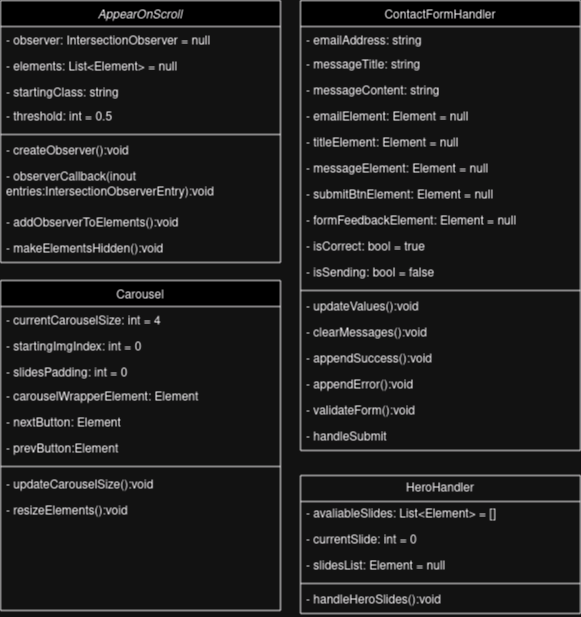 AppearOnScroll
- observer: IntersectionObserver = null
- elements: List<Element> = null
- startingClass: string
- threshold: int = 0.5
- createObserver():void
- observerCallback(inout
entries:IntersectionObserverEntry):void
- addObserverToElements():void
- makeElementsHidden():void
Carousel
- currentCarouselSize: int = 4
- startingImgIndex: int = 0
- slidesPadding: int = 0
- carouselWrapperElement: Element
- nextButton: Element
- prevButton:Element
- updateCarouselSize():void
- resizeElements():void
ContactFormHandler
- emailAddress: string
- messageTitle: string
- messageContent: string
- emailElement: Element = null
- titleElement: Element = null
- messageElement: Element = null
- submitBtnElement: Element = null
- formFeedbackElement: Element = null
- isCorrect: bool = true
- isSending: bool = false
- updateValues():void
- clearMessages():void
- appendSuccess():void
- appendError():void
- validateForm():void
- handleSubmit
HeroHandler
- avaliableSlides: List<Element> = []
- currentSlide: int = 0
- slidesList: Element = null
- handleHeroSlides():void